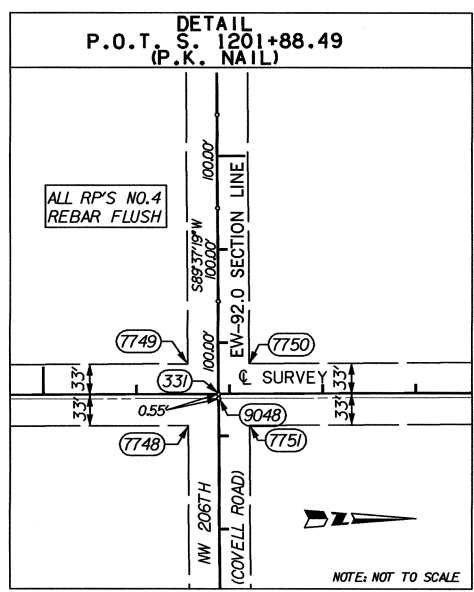 DETAIL
P.O.T. S. 1201+88.49
(P.K. NAIL)
ALL RP'S NO.4
REBAR FLUSH
100.00'
S89°37'19"W
100.00'
100.00'
EW-92.0 SECTION LINE
7749
7750
331
℄ SURVEY
33'
33'
33'
33'
0.55'
9048
7748
7751
NW 206TH
(COVELL ROAD)
N
NOTE: NOT TO SCALE